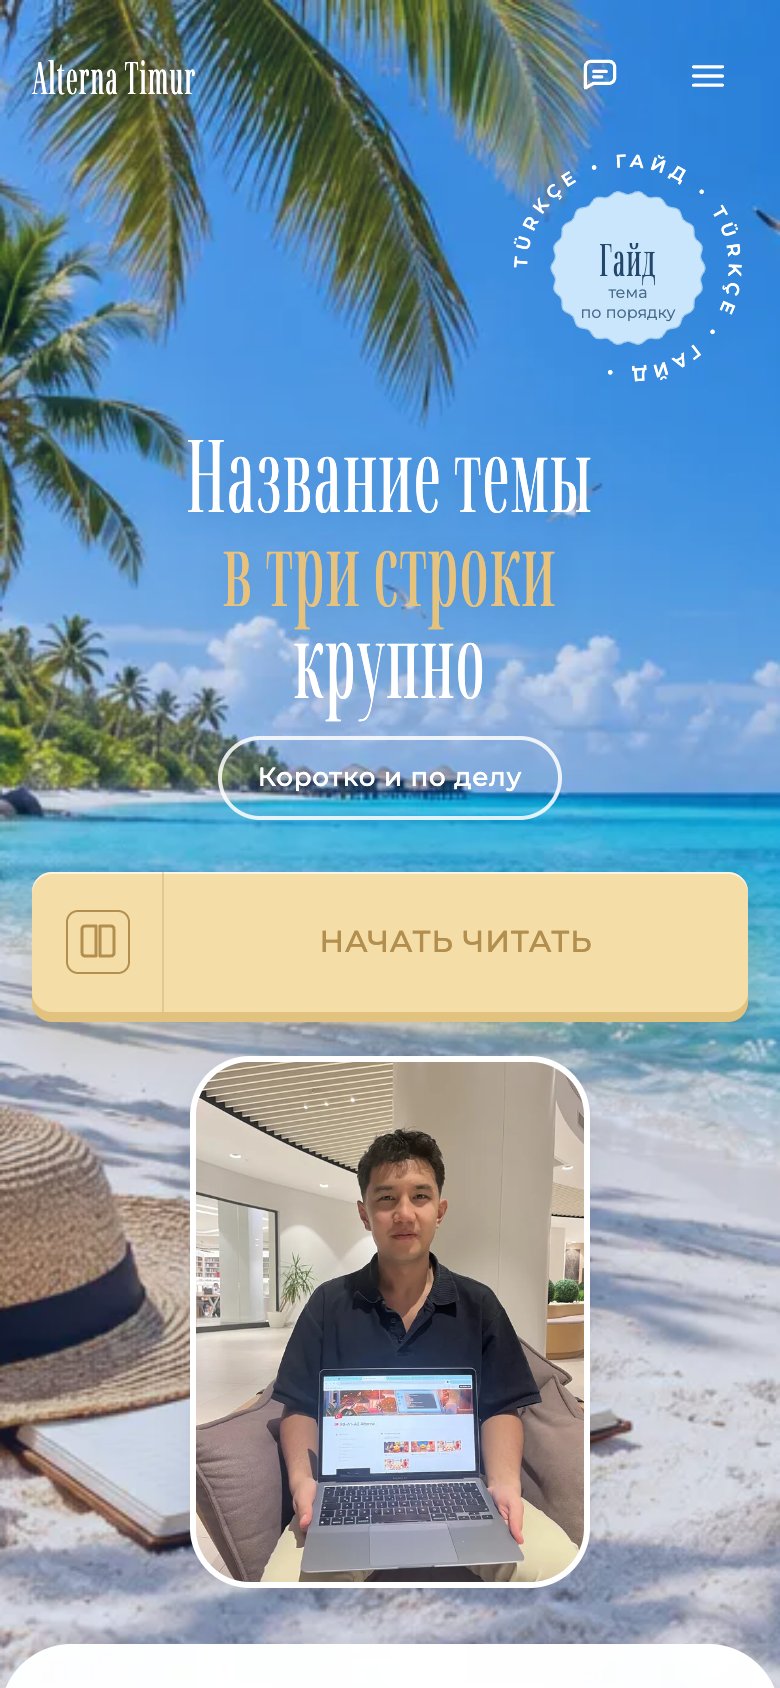 Alterna Timur
TÜRKÇE • ГАЙД • TÜRKÇE • ГАЙД •
Гайд
тема
по порядку
Название темы
в три строки
крупно
Коротко и по делу
НАЧАТЬ ЧИТАТЬ